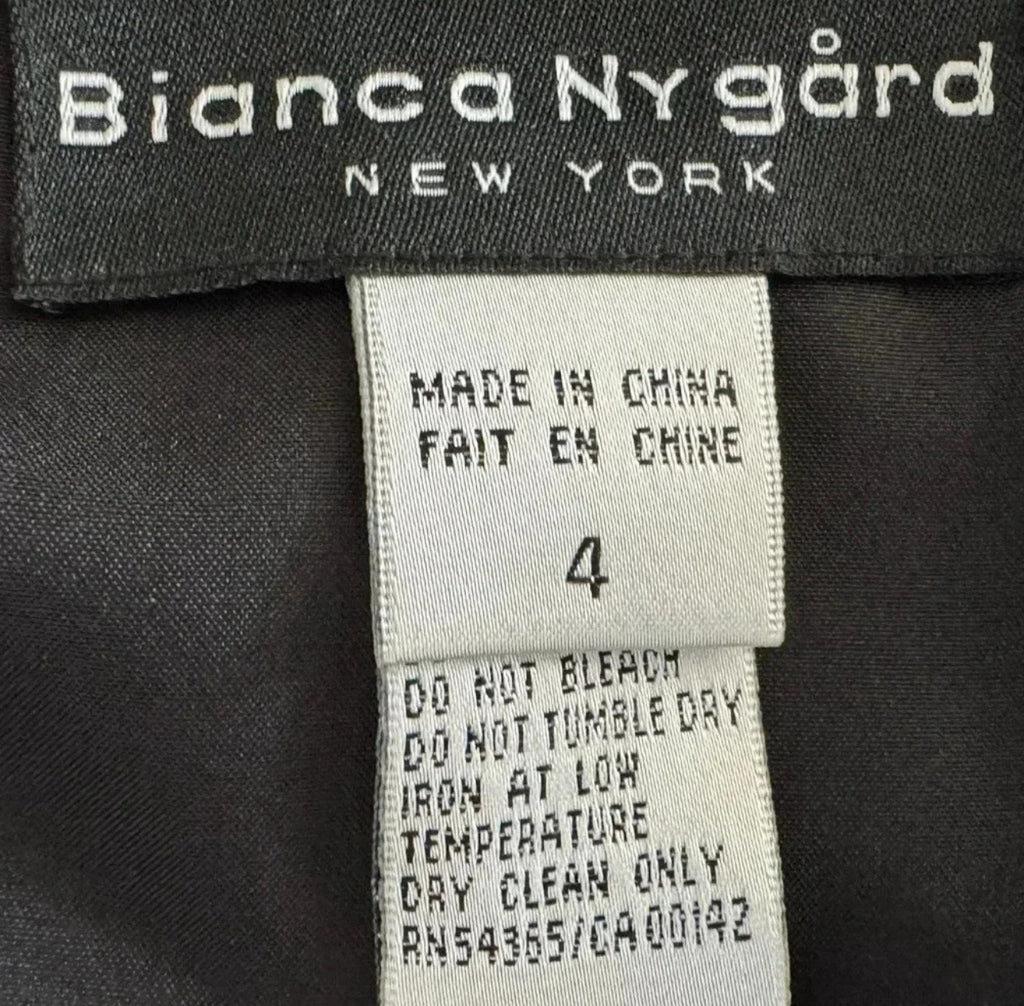 Bianca Nygård
NEW YORK
MADE IN CHINA
FAIT EN CHINE
4
DO NOT BLEACH
DO NOT TUMBLE DRY
IRON AT LOW
TEMPERATURE
DRY CLEAN ONLY
RN54365/CA00142